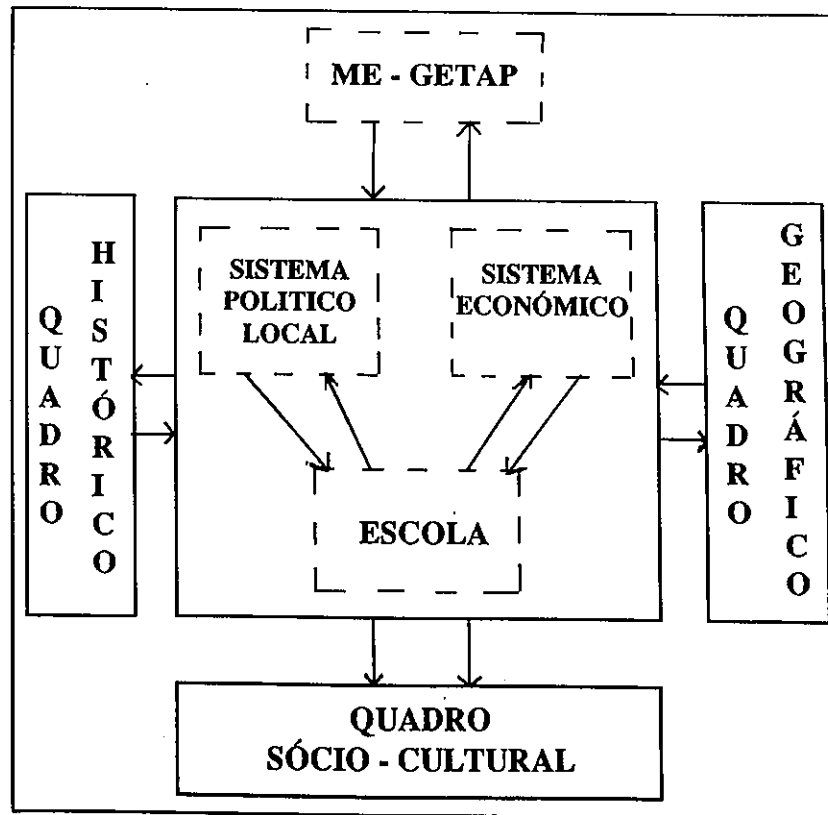 ME - GETAP
QUADRO
HISTÓRICO
SISTEMA
POLITICO
LOCAL
SISTEMA
ECONÓMICO
ESCOLA
QUADRO
GEOGRÁFICO
QUADRO
SÓCIO - CULTURAL